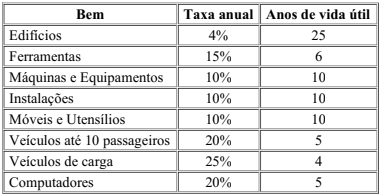 Bem Taxa anual Anos de vida útil
Edifícios 4% 25
Ferramentas 15% 6
Máquinas e Equipamentos 10% 10
Instalações 10% 10
Móveis e Utensílios 10% 10
Veículos até 10 passageiros 20% 5
Veículos de carga 25% 4
Computadores 20% 5